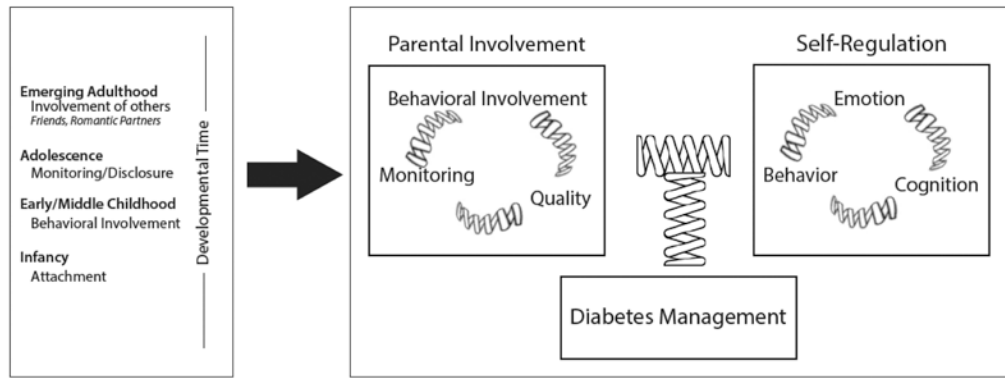 Emerging Adulthood
Involvement of others
Friends, Romantic Partners
Adolescence
Monitoring/Disclosure
Early/Middle Childhood
Behavioral Involvement
Infancy
Attachment
Developmental Time
Parental Involvement
Behavioral Involvement
Monitoring
Quality
Self-Regulation
Emotion
Behavior
Cognition
Diabetes Management